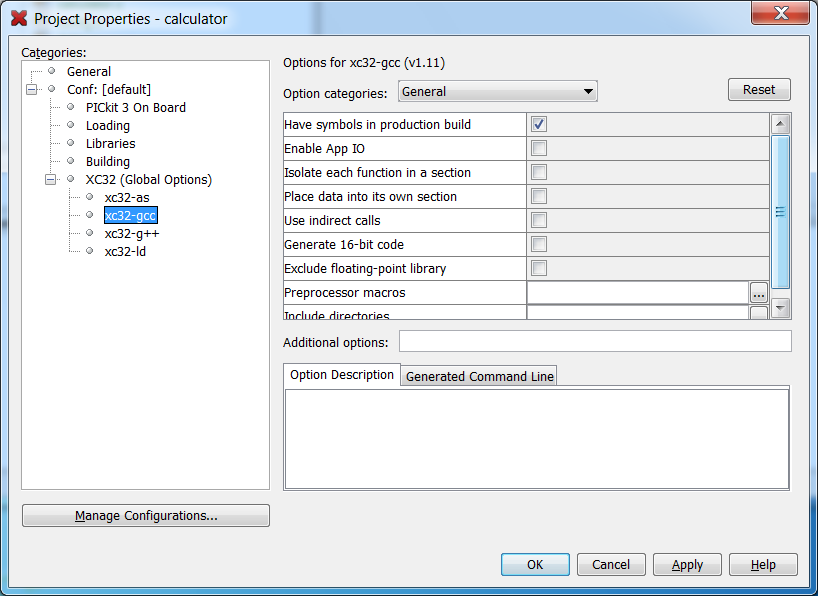 Project Properties - calculator
Categories:
General
Conf: [default]
PICkit 3 On Board
Loading
Libraries
Building
XC32 (Global Options)
xc32-as
xc32-gcc
xc32-g++
xc32-ld
Manage Configurations...
Options for xc32-gcc (v1.11)
Option categories:
General
Reset
Have symbols in production build
Enable App IO
Isolate each function in a section
Place data into its own section
Use indirect calls
Generate 16-bit code
Exclude floating-point library
Preprocessor macros
...
Include directories
Additional options:
Option Description
Generated Command Line
OK
Cancel
Apply
Help